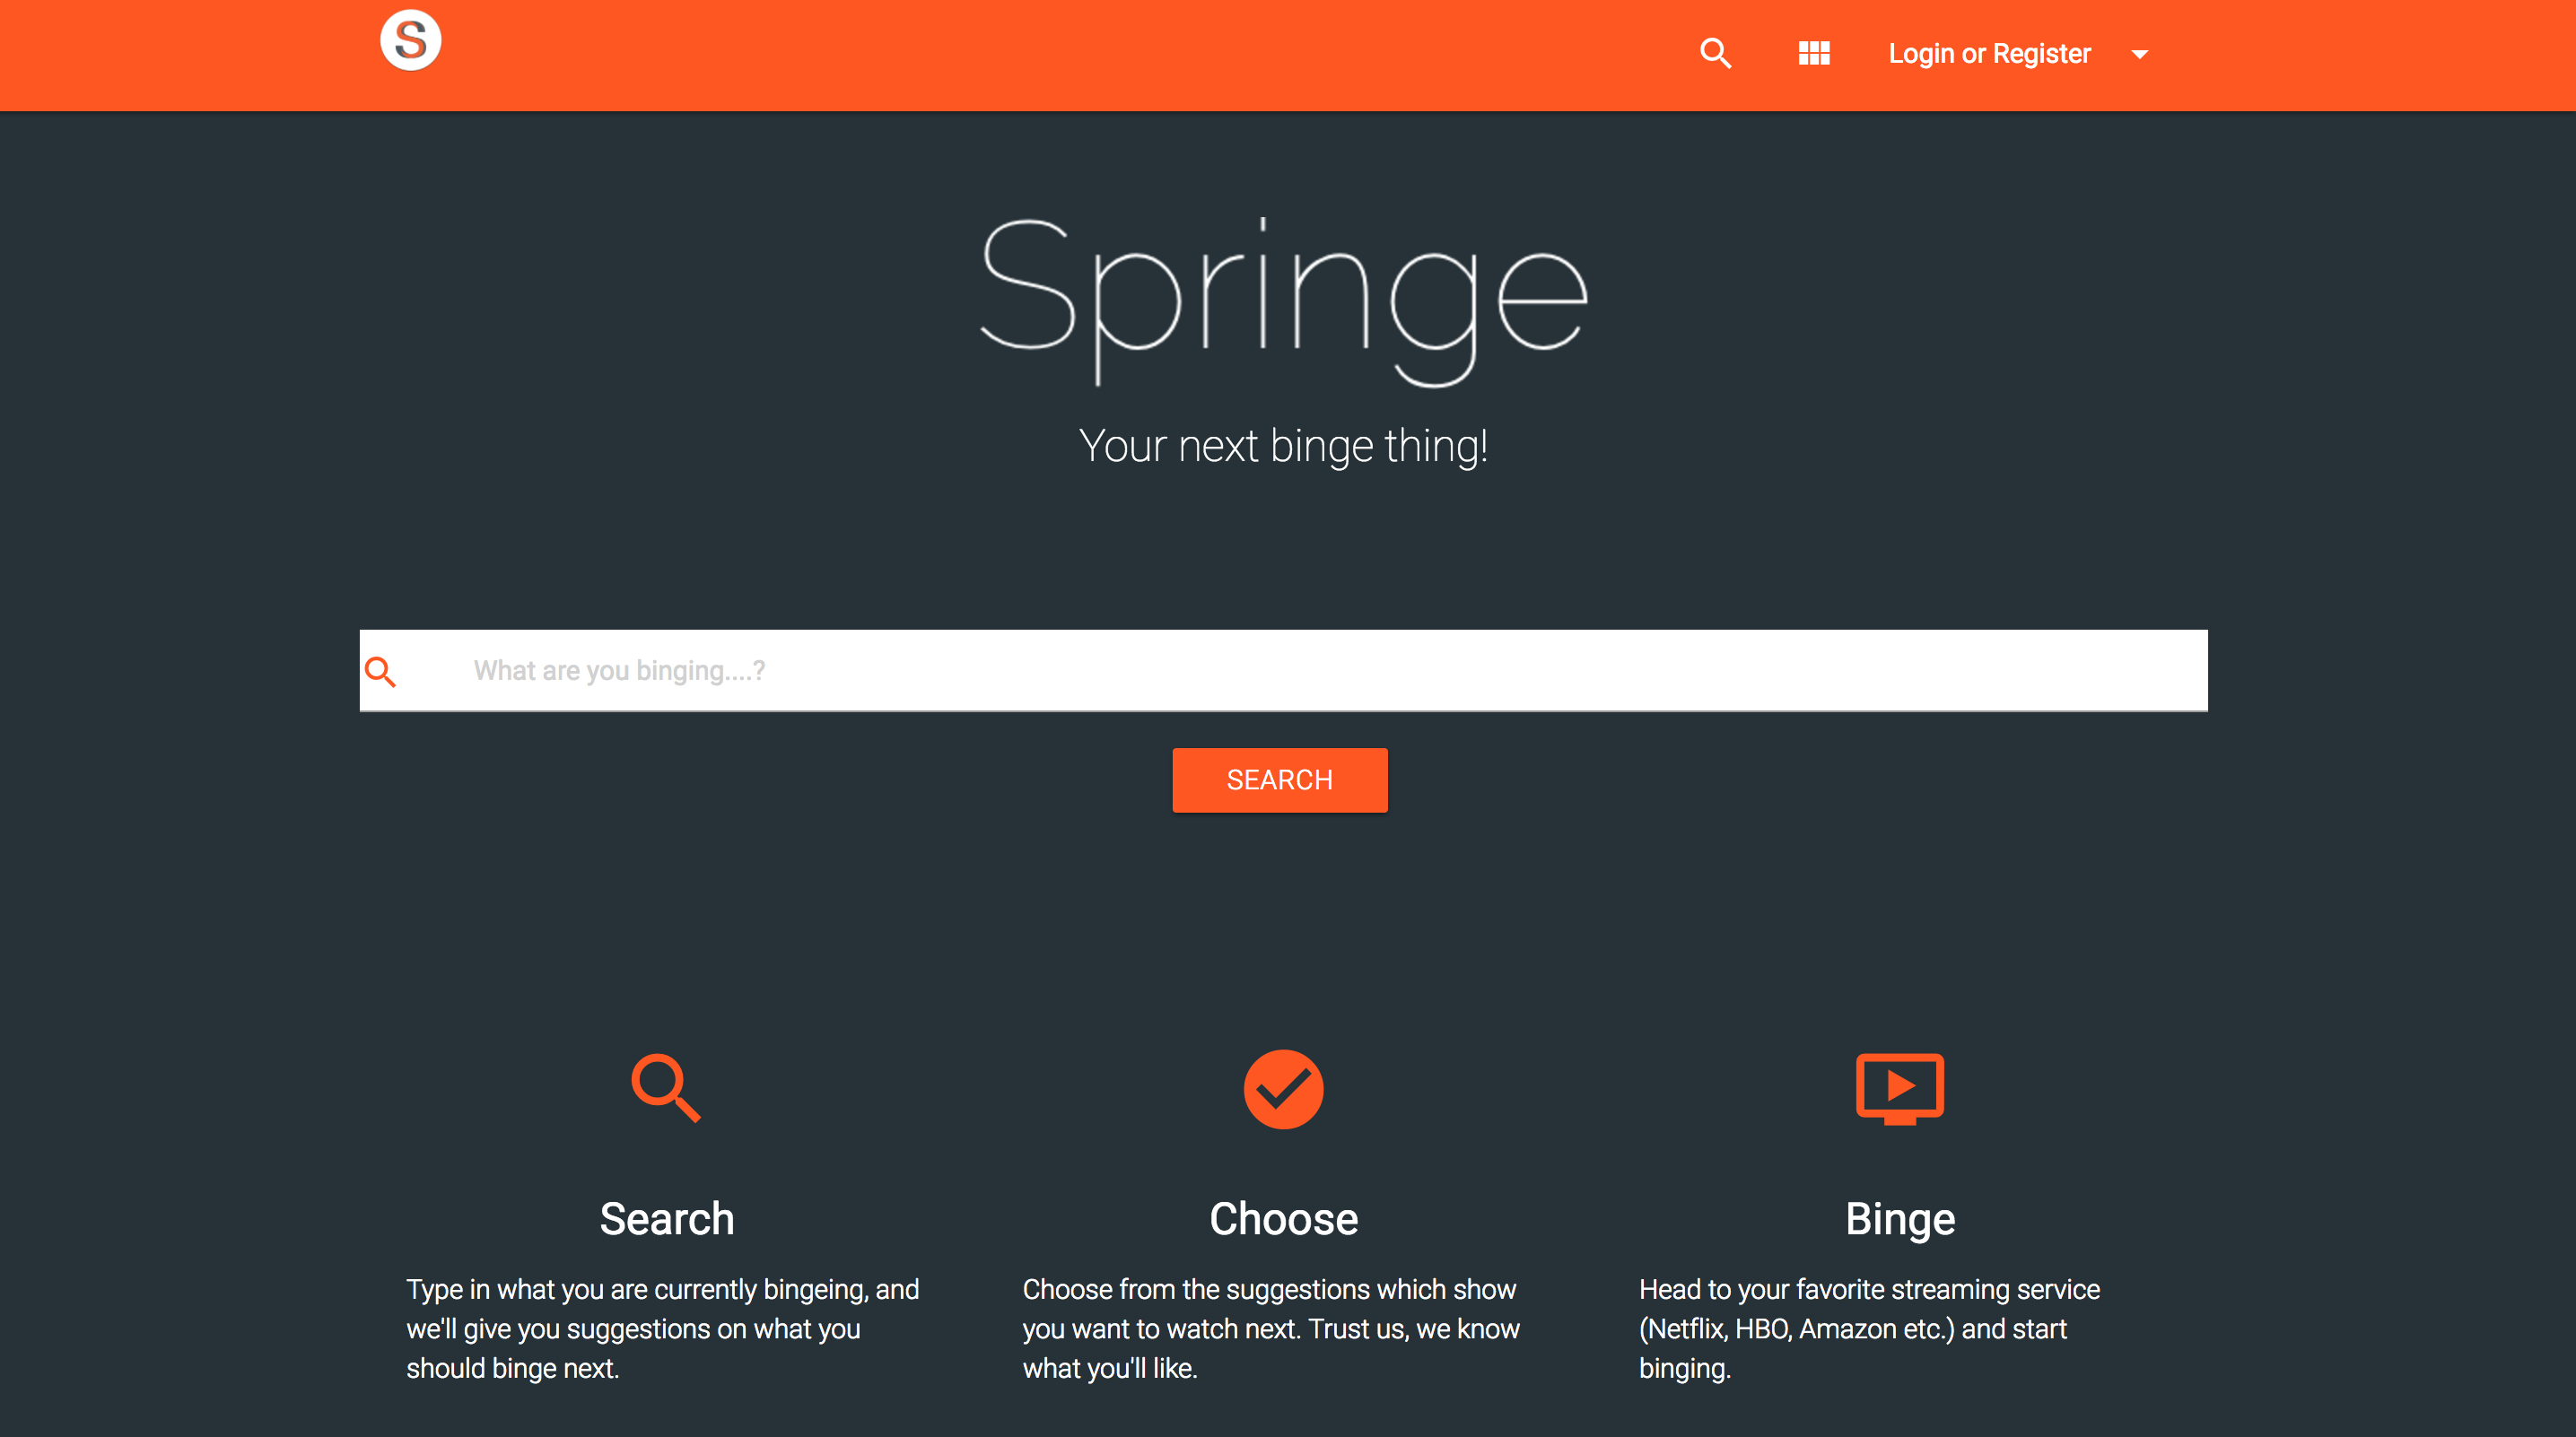 S
Login or Register
Springe
Your next binge thing!
What are you binging....?
SEARCH
Search
Type in what you are currently bingeing, and
we'll give you suggestions on what you
should binge next.
Choose
Choose from the suggestions which show
you want to watch next. Trust us, we know
what you'll like.
Binge
Head to your favorite streaming service
(Netflix, HBO, Amazon etc.) and start
binging.